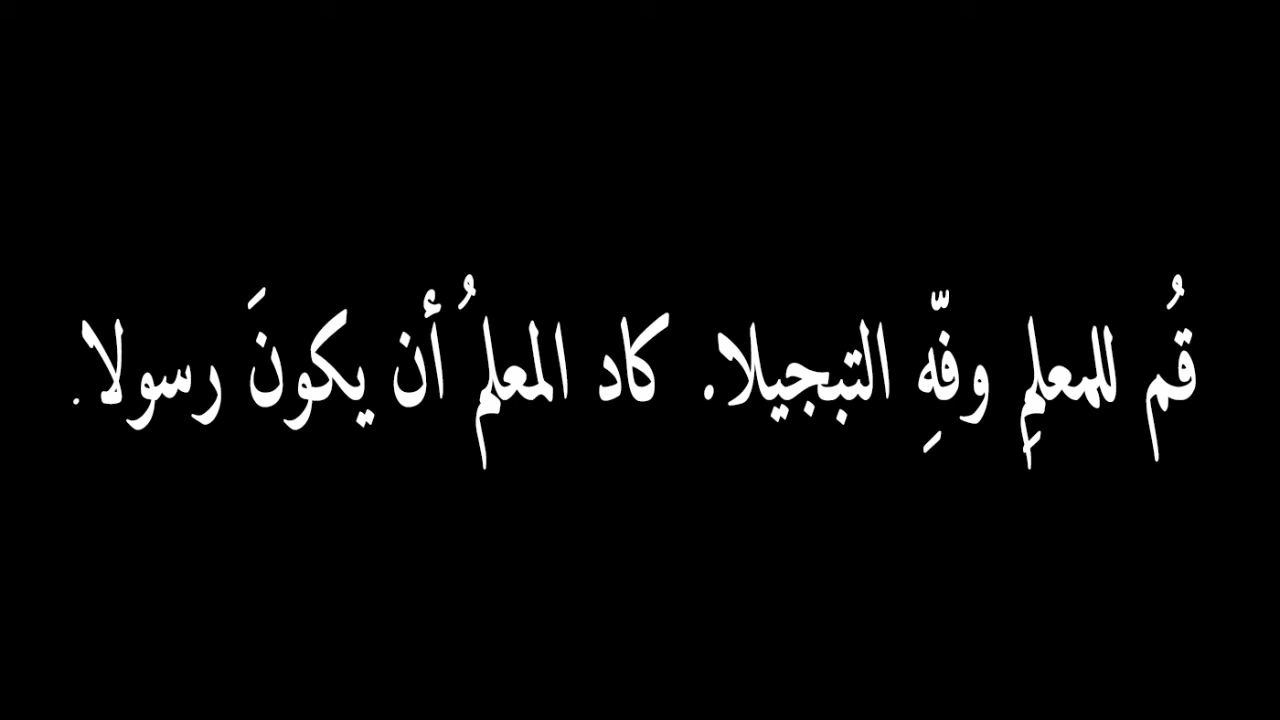 قُم للمعلمِ وفّهِ التبجيلا. كاد المعلمُ أن يكونَ رسولا.